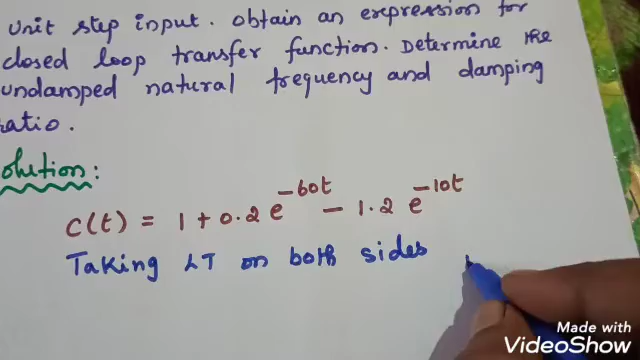 unit step input. obtain an expression for
closed loop transfer function. Determine the
undamped natural frequency and damping
ratio.
Solution:
c(t) = 1 + 0.2 e^-60t - 1.2 e^-10t
Taking LT on both sides
Made with
VideoShow